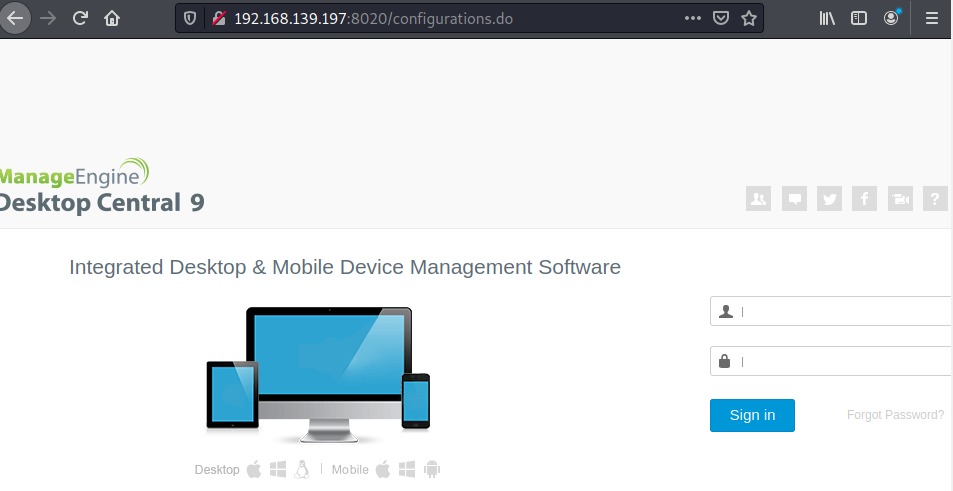 192.168.139.197:8020/configurations.do
ManageEngine
Desktop Central 9
f ?
Integrated Desktop & Mobile Device Management Software
Sign in Forgot Password?
Desktop | Mobile